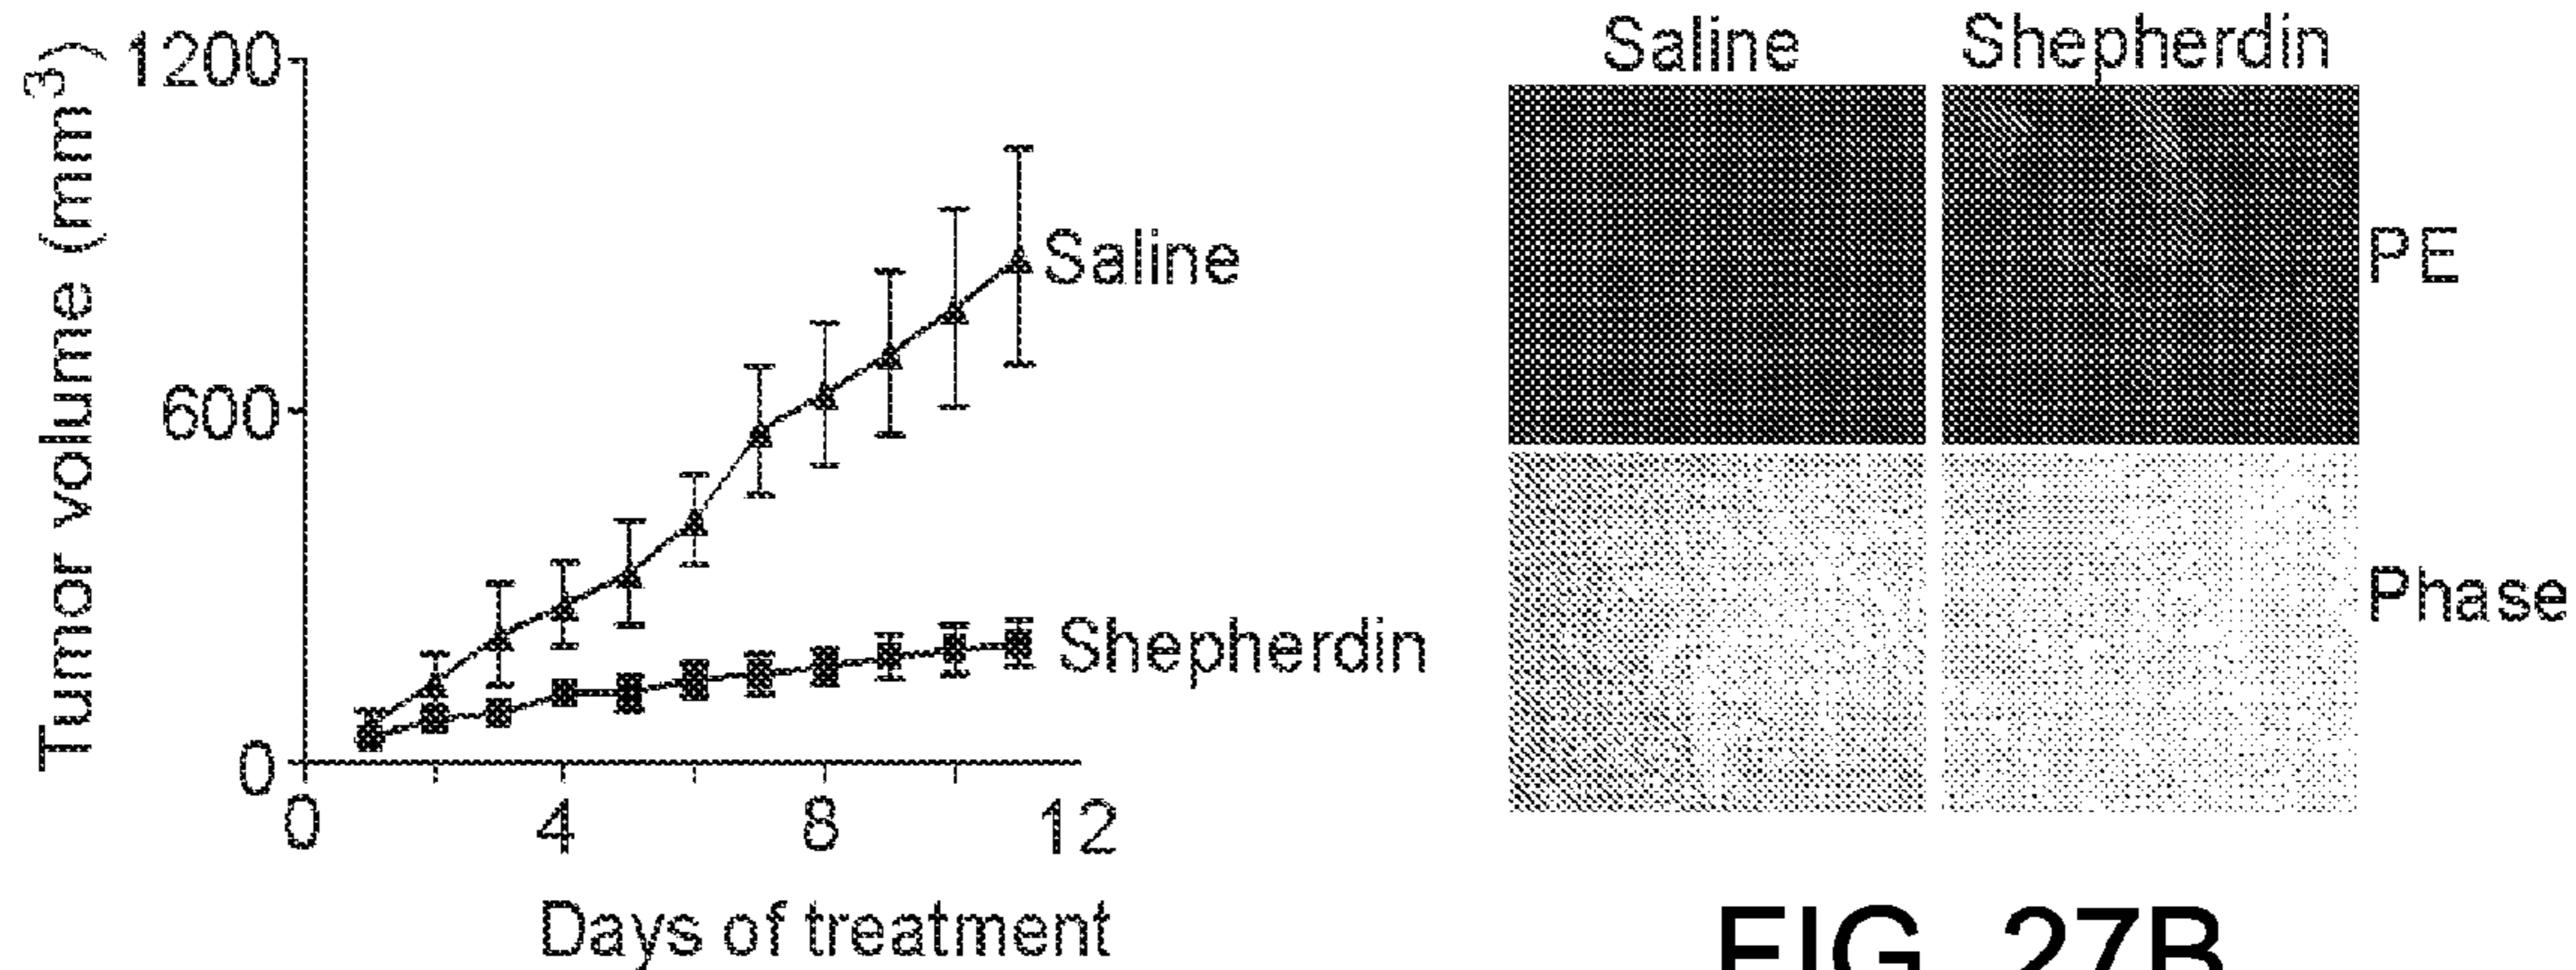 Tumor volume (mm³)
1200
600
0
0 4 8 12
Days of treatment
Saline
Shepherdin
Saline Shepherdin
PE
Phase
FIG. 27B